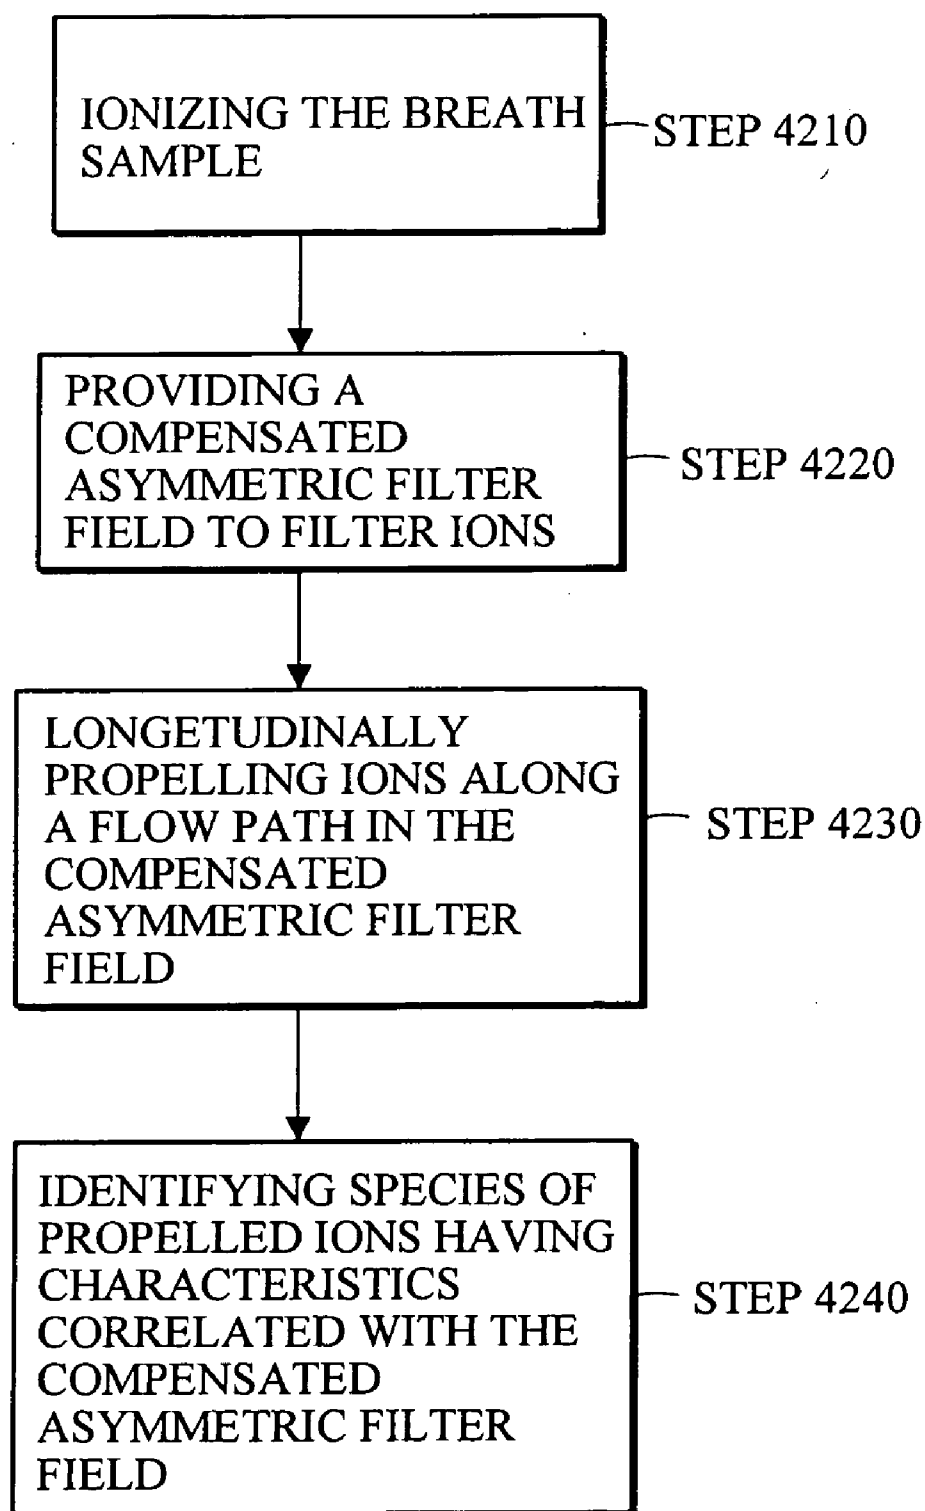 IONIZING THE BREATH
SAMPLE
STEP 4210
PROVIDING A
COMPENSATED
ASYMMETRIC FILTER
FIELD TO FILTER IONS
STEP 4220
LONGETUDINALLY
PROPELLING IONS ALONG
A FLOW PATH IN THE
COMPENSATED
ASYMMETRIC FILTER
FIELD
STEP 4230
IDENTIFYING SPECIES OF
PROPELLED IONS HAVING
CHARACTERISTICS
CORRELATED WITH THE
COMPENSATED
ASYMMETRIC FILTER
FIELD
STEP 4240